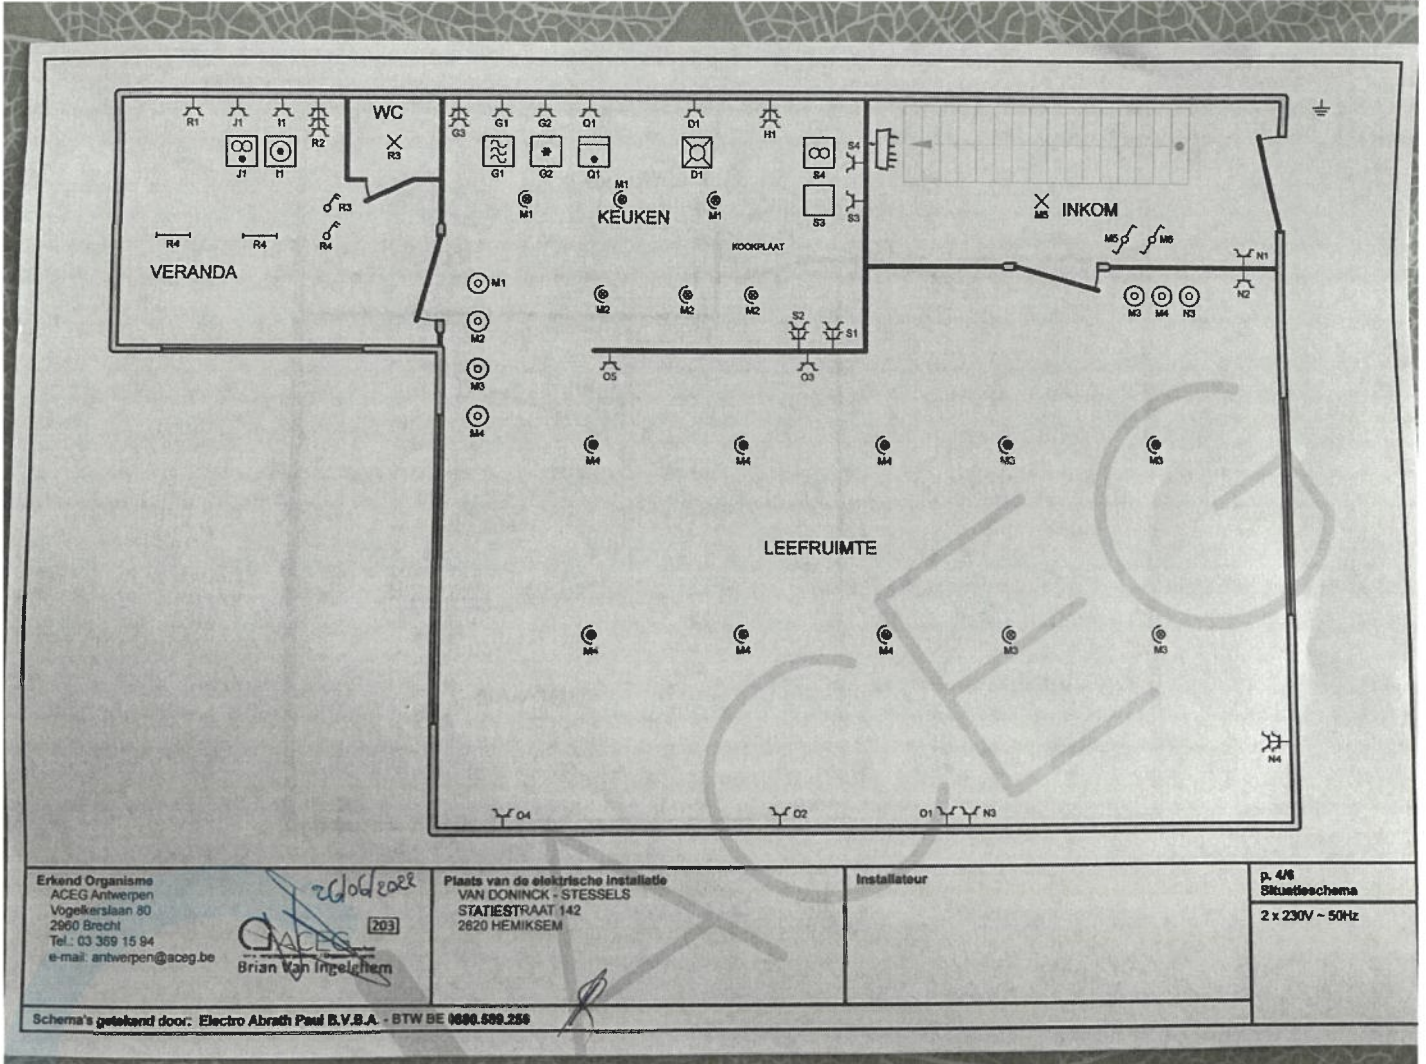 R1
J1
I1
R2
WC
R3
G3
G1
G2
Q1
D1
H1
S4
J1
I1
G1
G2
Q1
D1
S4
S3
S3
M1
M1
M1
KEUKEN
R3
R4
R4
R4
VERANDA
KOOKPLAAT
M5
INKOM
M5
M6
N1
N2
M1
M2
M3
M4
M2
M2
M2
M3
M4
N3
S2
S1
O5
O3
M4
M4
M4
M3
M3
LEEFRUIMTE
M4
M4
M4
M3
M3
N4
O4
O2
O1
N3
ACEG
Erkend Organisme
ACEG Antwerpen
Vogelkerslaan 80
2960 Brecht
Tel.: 03 369 15 94
e-mail: antwerpen@aceg.be
26/06/2022
203
ACEG
Brian Van Ingelghem
Plaats van de elektrische installatie
VAN DONINCK - STESSELS
STATIESTRAAT 142
2620 HEMIKSEM
Installateur
p. 4/6
Situatieschema
2 x 230V ~ 50Hz
Schema's getekend door: Electro Abrath Paul B.V.B.A. - BTW BE